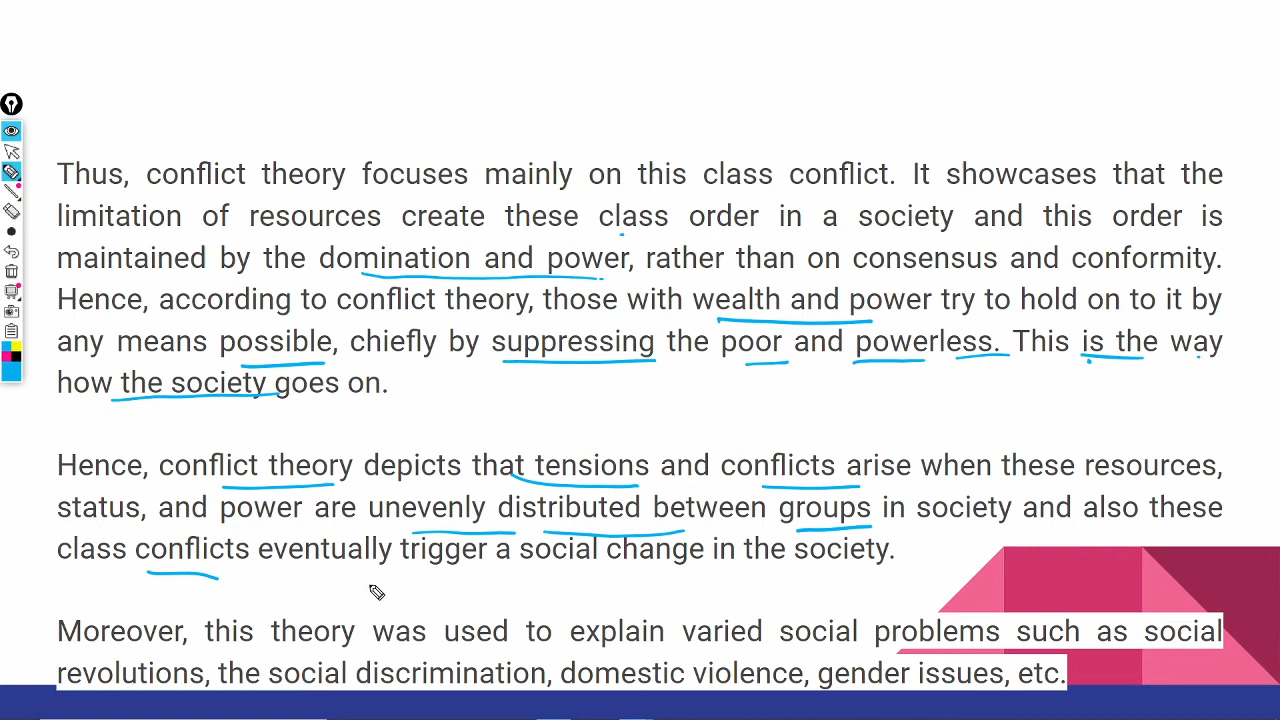 Thus, conflict theory focuses mainly on this class conflict. It showcases that the
limitation of resources create these class order in a society and this order is
maintained by the domination and power, rather than on consensus and conformity.
Hence, according to conflict theory, those with wealth and power try to hold on to it by
any means possible, chiefly by suppressing the poor and powerless. This is the way
how the society goes on.
Hence, conflict theory depicts that tensions and conflicts arise when these resources,
status, and power are unevenly distributed between groups in society and also these
class conflicts eventually trigger a social change in the society.
Moreover, this theory was used to explain varied social problems such as social
revolutions, the social discrimination, domestic violence, gender issues, etc.